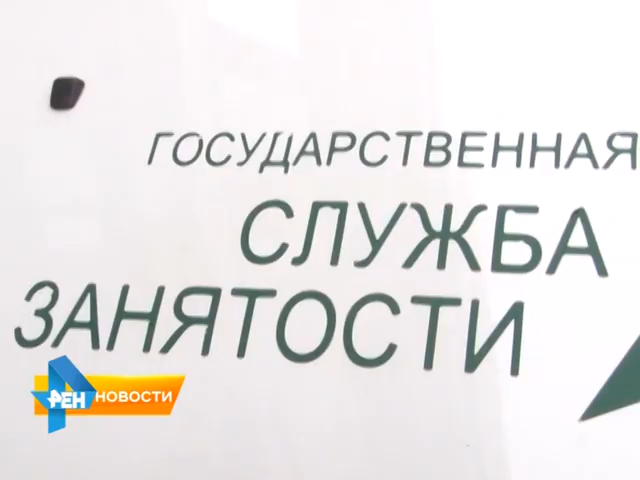 ГОСУДАРСТВЕННАЯ
СЛУЖБА
ЗАНЯТОСТИ
РЕН НОВОСТИ